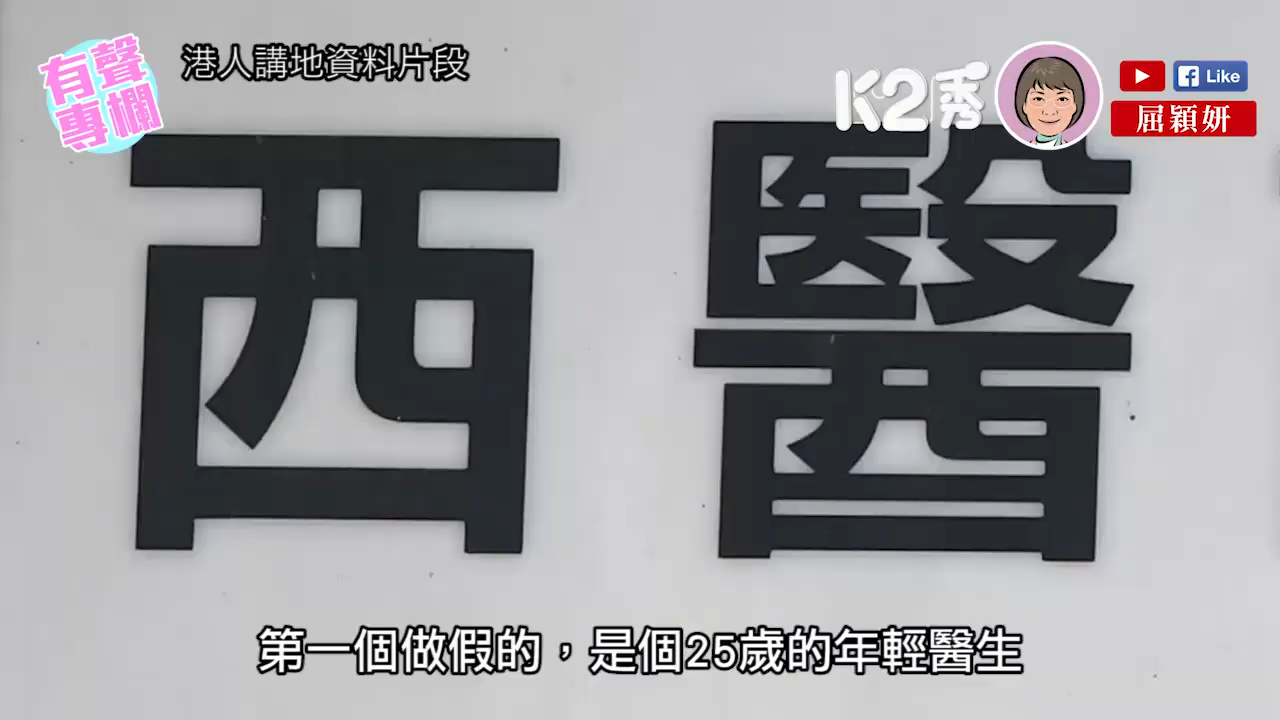 有聲
專欄
港人講地資料片段
K2秀
Like
屈穎妍
西醫
第一個做假的，是個25歲的年輕醫生